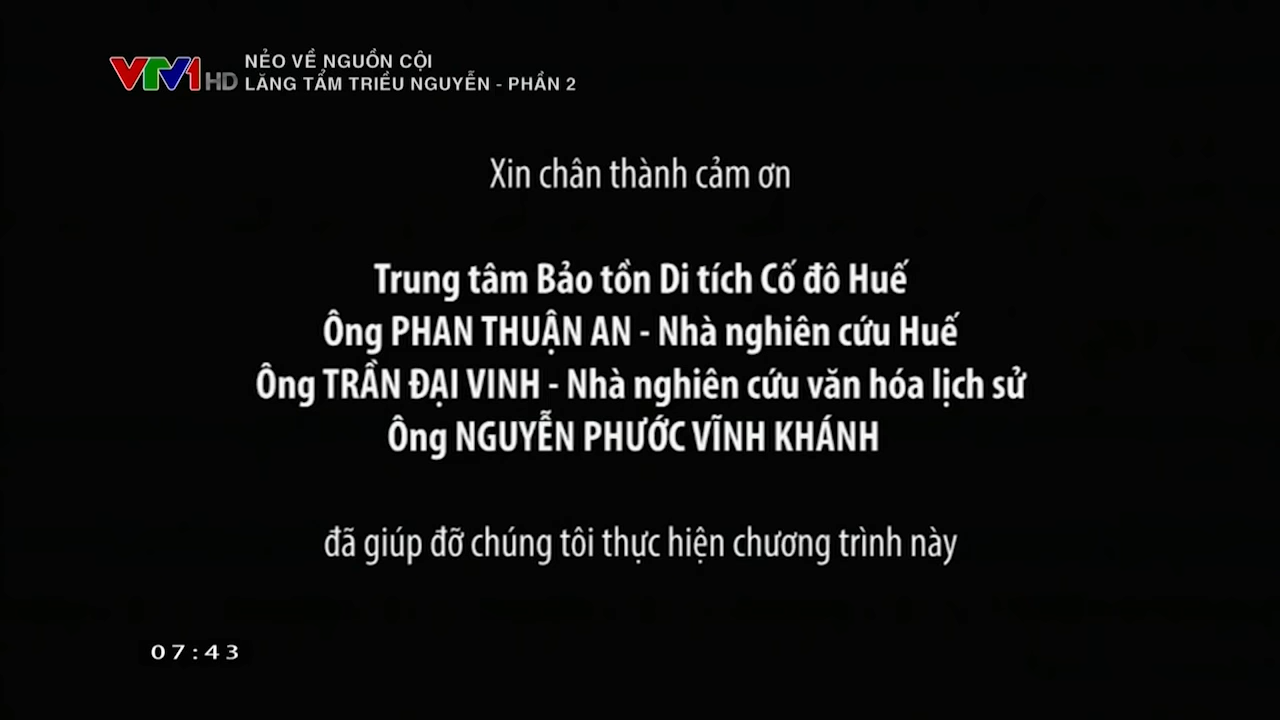 VTV1 HD
NẺO VỀ NGUỒN CỘI
LĂNG TẨM TRIỀU NGUYỄN - PHẦN 2
Xin chân thành cảm ơn
Trung tâm Bảo tồn Di tích Cố đô Huế
Ông PHAN THUẬN AN - Nhà nghiên cứu Huế
Ông TRẦN ĐẠI VINH - Nhà nghiên cứu văn hóa lịch sử
Ông NGUYỄN PHƯỚC VĨNH KHÁNH
đã giúp đỡ chúng tôi thực hiện chương trình này
07:43